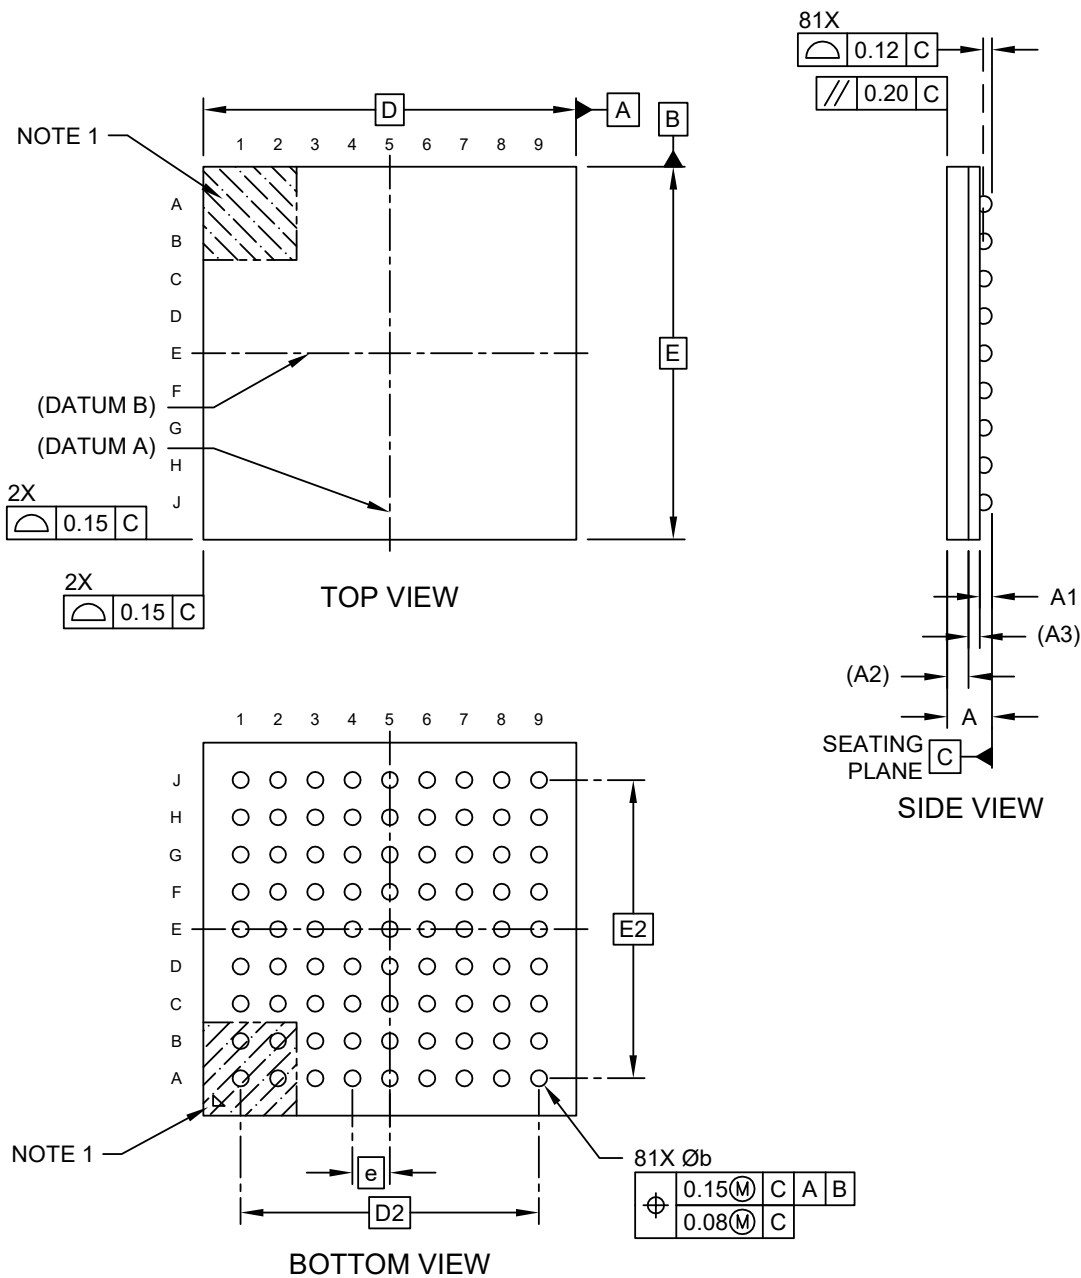 81X
0.12 C
// 0.20 C
D
A
B
NOTE 1
1 2 3 4 5 6 7 8 9
A
B
C
D
E
F
G
H
J
E
(DATUM B)
(DATUM A)
2X
0.15 C
2X
0.15 C
TOP VIEW
A1
(A3)
(A2)
A
SEATING
PLANE
C
SIDE VIEW
1 2 3 4 5 6 7 8 9
J
H
G
F
E
D
C
B
A
E2
NOTE 1
e
D2
81X Øb
0.15Ⓜ C A B
0.08Ⓜ C
BOTTOM VIEW